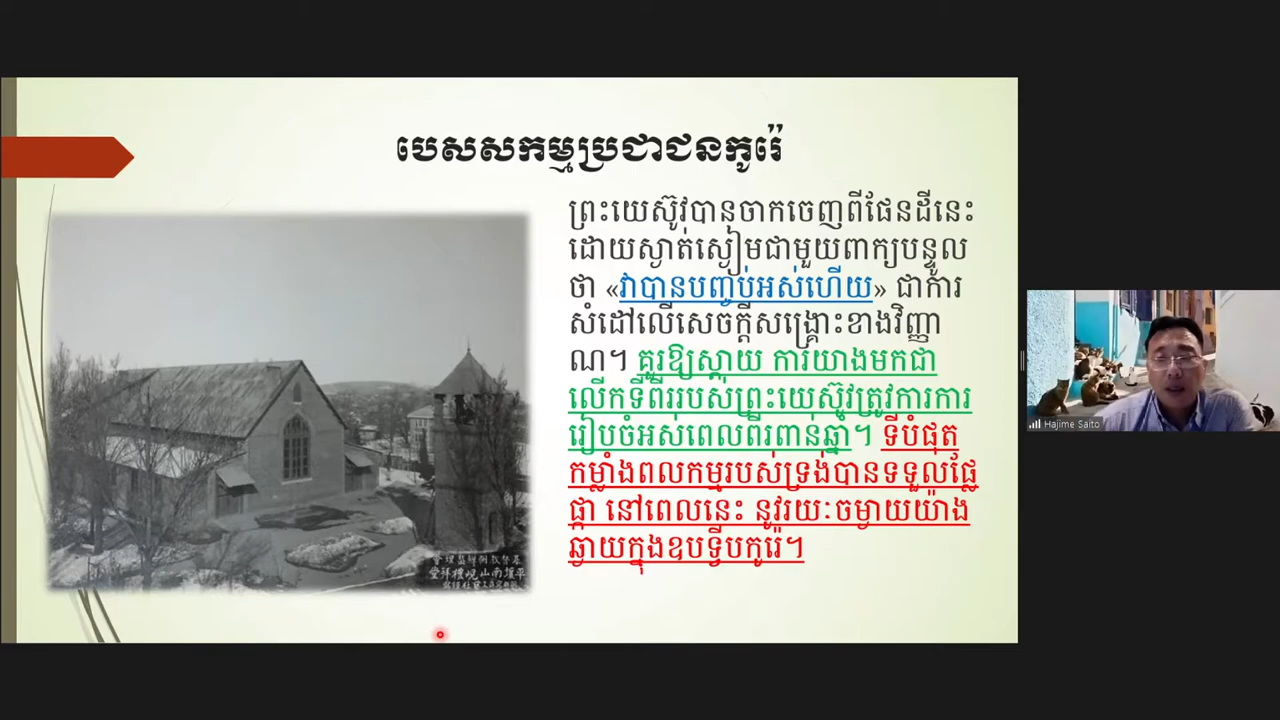 បេសសកម្មប្រជាជនកូរ៉េ
ព្រះយេស៊ូវបានចាកចេញពីផែនដីនេះ
ដោយស្ងាត់ស្ងៀមជាមួយពាក្យបន្ទូល
ថា «វាបានបញ្ចប់អស់ហើយ» ជាការ
សំដៅលើសេចក្ដីសង្គ្រោះខាងវិញ្ញា
ណ។ គួរឱ្យស្ដាយ ការយាងមកជា
លើកទីពីររបស់ព្រះយេស៊ូវត្រូវការការ
រៀបចំអស់ពេលពីរពាន់ឆ្នាំ។ ទីបំផុត
កម្លាំងពលកម្មរបស់ទ្រង់បានទទួលផ្លែ
ផ្កា នៅពេលនេះ នូវរយៈចម្ងាយយ៉ាង
ឆ្ងាយក្នុងឧបទ្វីបកូរ៉េ។
Hajime Saito